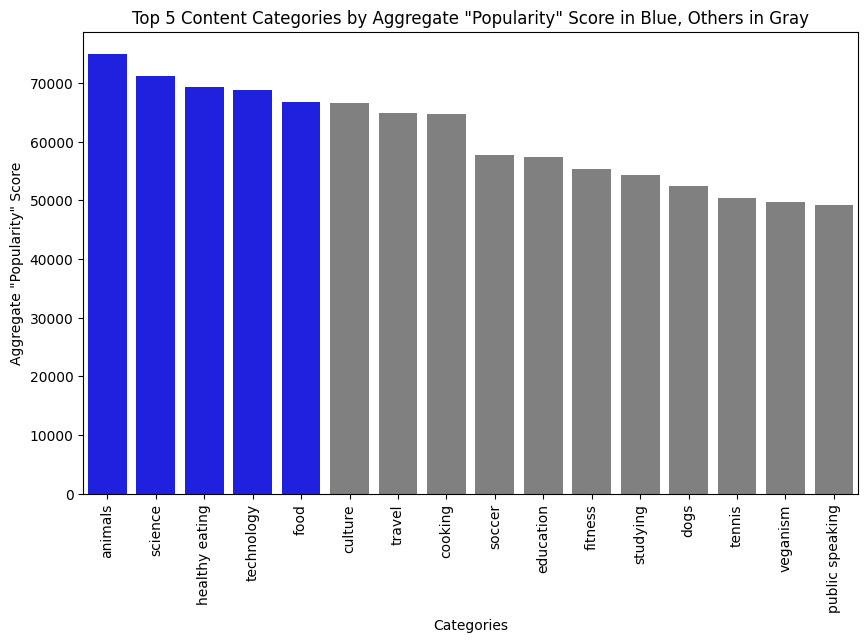 Top 5 Content Categories by Aggregate "Popularity" Score in Blue, Others in Gray
Aggregate "Popularity" Score
70000
60000
50000
40000
30000
20000
10000
0
animals
science
healthy eating
technology
food
culture
travel
cooking
soccer
education
fitness
studying
dogs
tennis
veganism
public speaking
Categories